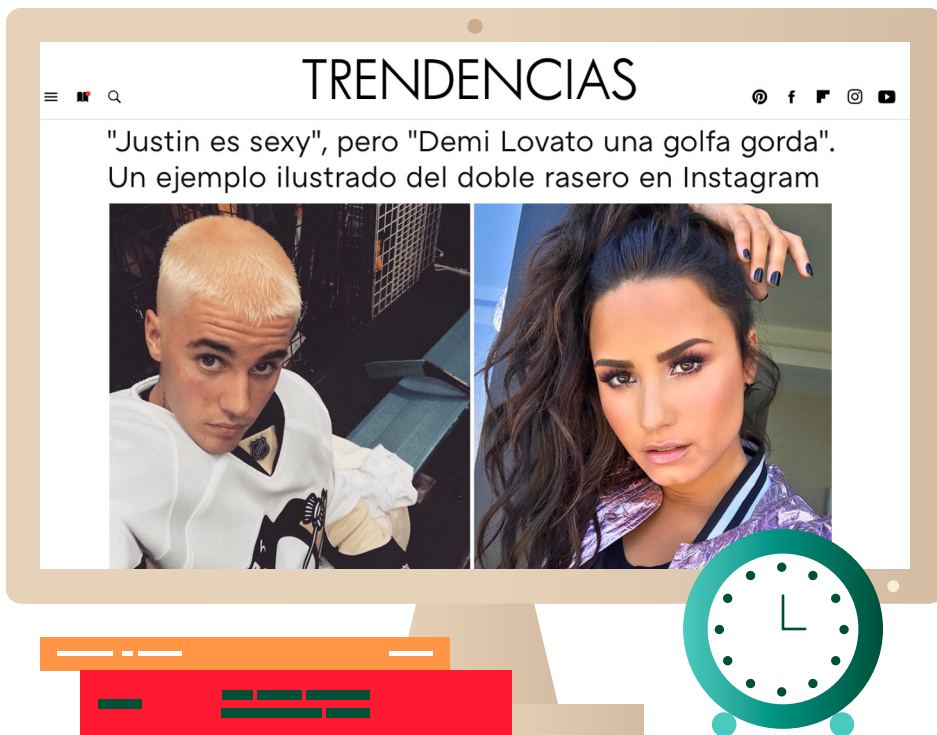 TRENDENCIAS
"Justin es sexy", pero "Demi Lovato una golfa gorda".
Un ejemplo ilustrado del doble rasero en Instagram